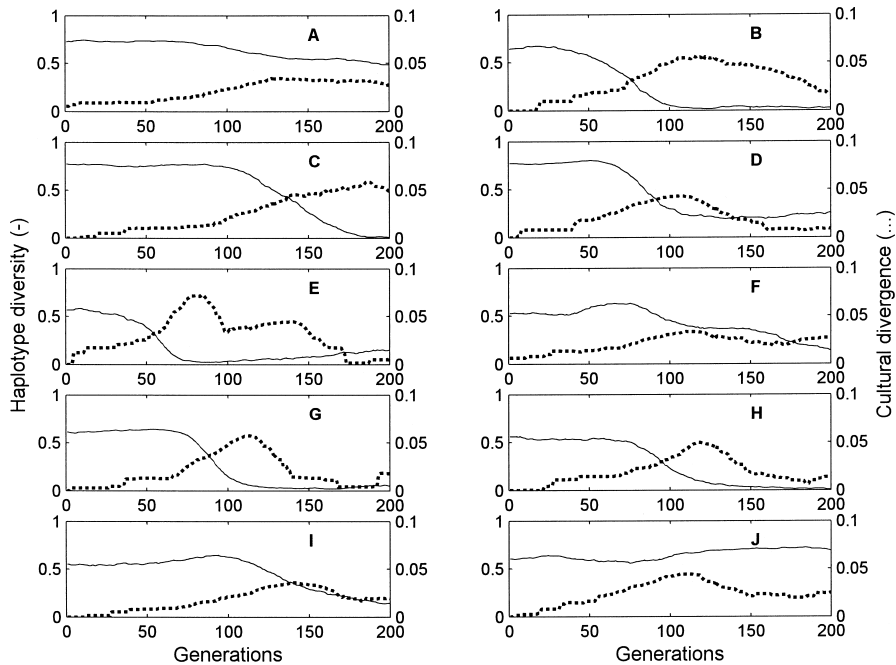 1 0.1 1 0.1
A B
0.5 0.05 0.5 0.05
0 0 0 0
0 50 100 150 200 0 50 100 150 200
1 0.1 1 0.1
C D
0.5 0.05 0.5 0.05
0 0 0 0
0 50 100 150 200 0 50 100 150 200
1 0.1 1 0.1
E F
0.5 0.05 0.5 0.05
0 0 0 0
0 50 100 150 200 0 50 100 150 200
1 0.1 1 0.1
G H
0.5 0.05 0.5 0.05
0 0 0 0
0 50 100 150 200 0 50 100 150 200
1 0.1 1 0.1
I J
0.5 0.05 0.5 0.05
0 0 0 0
0 50 100 150 200 0 50 100 150 200
Generations Generations
Haplotype diversity (-)
Cultural divergence (...)